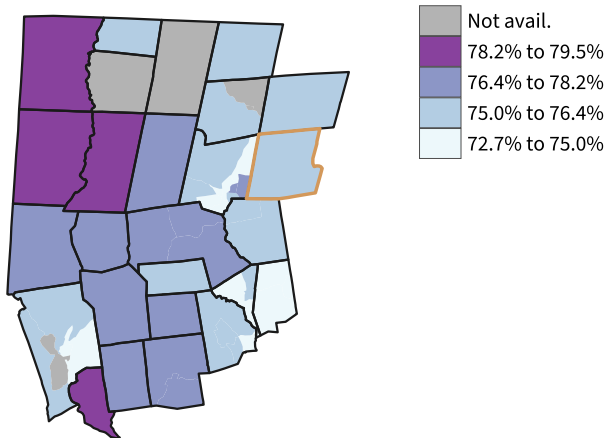 Not avail.
78.2% to 79.5%
76.4% to 78.2%
75.0% to 76.4%
72.7% to 75.0%